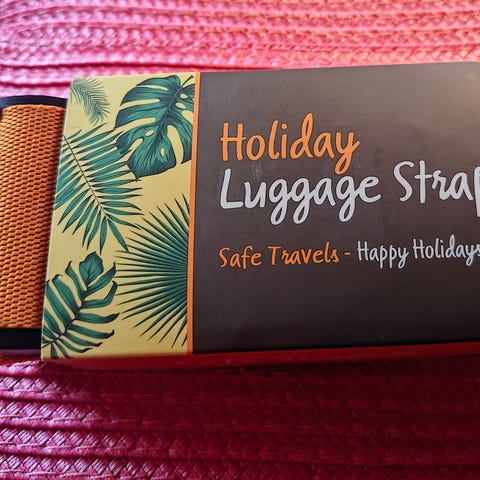 Holiday
Luggage Strap
Safe Travels - Happy Holidays